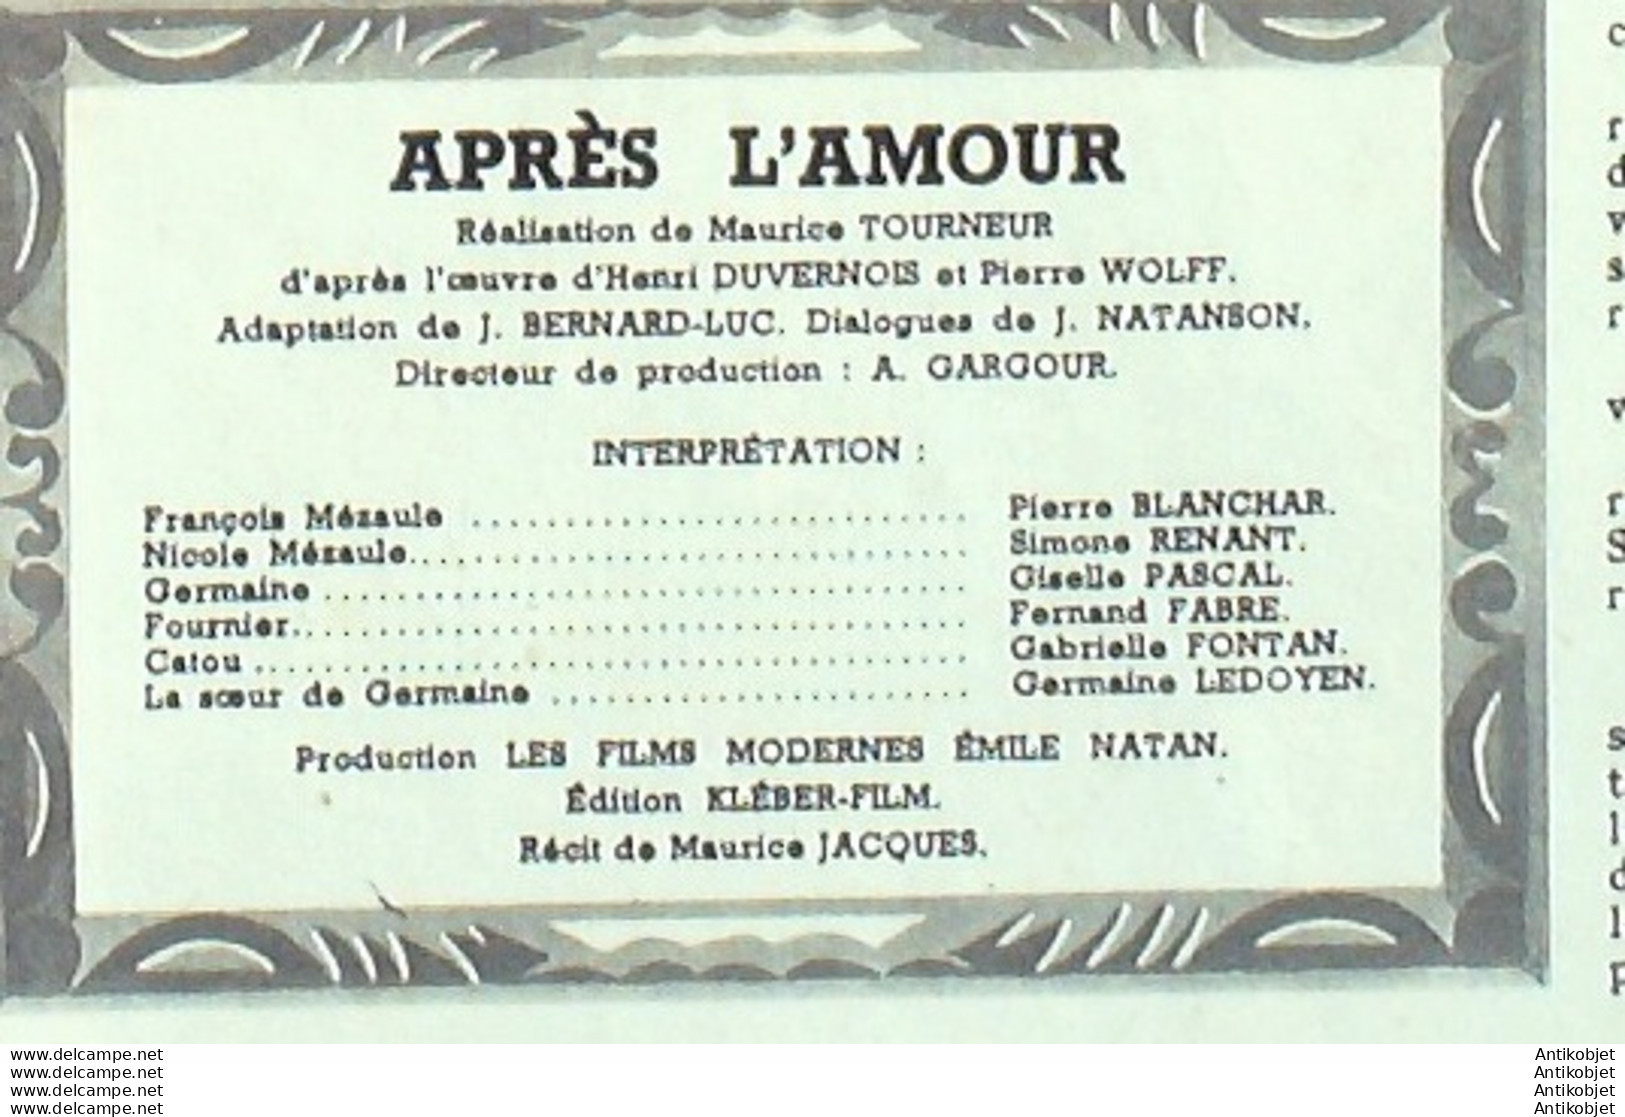 APRÈS L'AMOUR
Réalisation de Maurice TOURNEUR
d'après l'œuvre d'Henri DUVERNOIS et Pierre WOLFF.
Adaptation de J. BERNARD-LUC. Dialogues de J. NATANSON.
Directeur de production : A. GARGOUR.
INTERPRÉTATION :
François Mézaule ........................... Pierre BLANCHAR.
Nicole Mézaule.............................. Simone RENANT.
Germaine ................................... Giselle PASCAL.
Fournier.................................... Fernand FABRE.
Catou ...................................... Gabrielle FONTAN.
La sœur de Germaine ....................... Germaine LEDOYEN.
Production LES FILMS MODERNES ÉMILE NATAN.
Édition KLÉBER-FILM.
Récit de Maurice JACQUES.
www.delcampe.net Antikobjet
www.delcampe.net Antikobjet
www.delcampe.net Antikobjet
www.delcampe.net Antikobjet